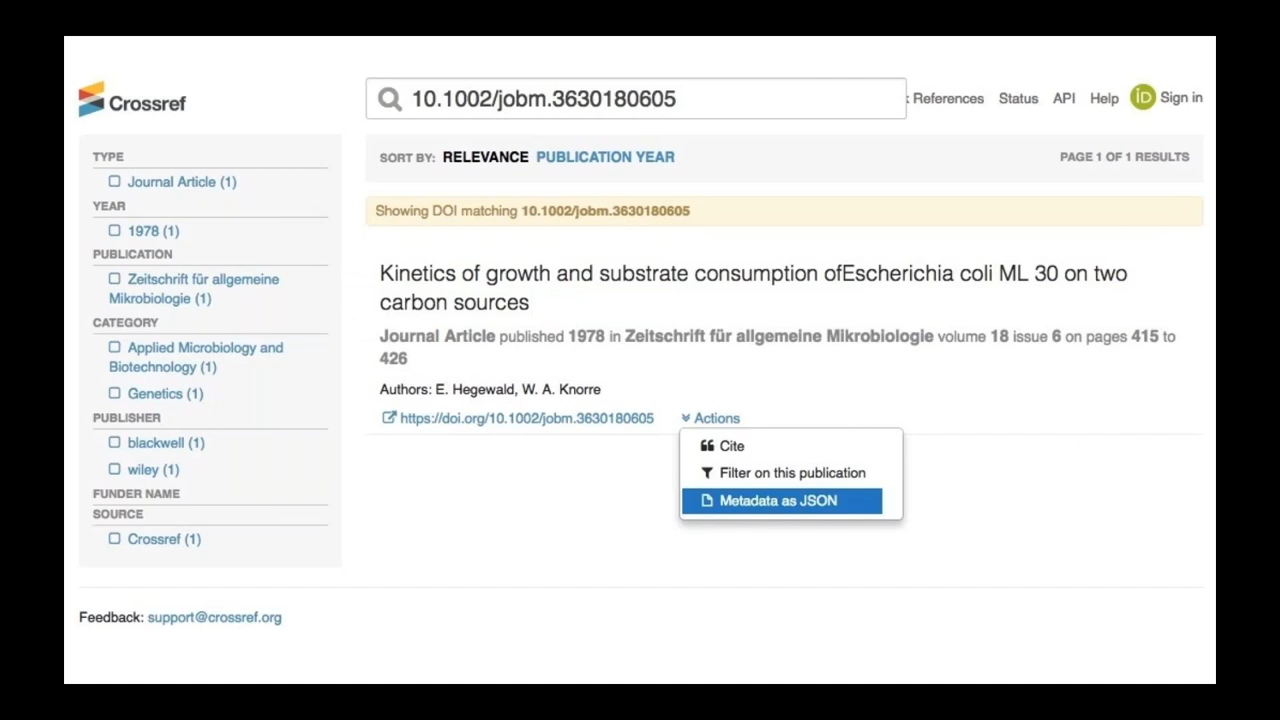 Crossref
10.1002/jobm.3630180605
References Status API Help iD Sign in
TYPE
Journal Article (1)
YEAR
1978 (1)
PUBLICATION
Zeitschrift für allgemeine
Mikrobiologie (1)
CATEGORY
Applied Microbiology and
Biotechnology (1)
Genetics (1)
PUBLISHER
blackwell (1)
wiley (1)
FUNDER NAME
SOURCE
Crossref (1)
SORT BY: RELEVANCE PUBLICATION YEAR
PAGE 1 OF 1 RESULTS
Showing DOI matching 10.1002/jobm.3630180605
Kinetics of growth and substrate consumption ofEscherichia coli ML 30 on two
carbon sources
Journal Article published 1978 in Zeitschrift für allgemeine Mikrobiologie volume 18 issue 6 on pages 415 to
426
Authors: E. Hegewald, W. A. Knorre
https://doi.org/10.1002/jobm.3630180605 Actions
Cite
Filter on this publication
Metadata as JSON
Feedback: support@crossref.org